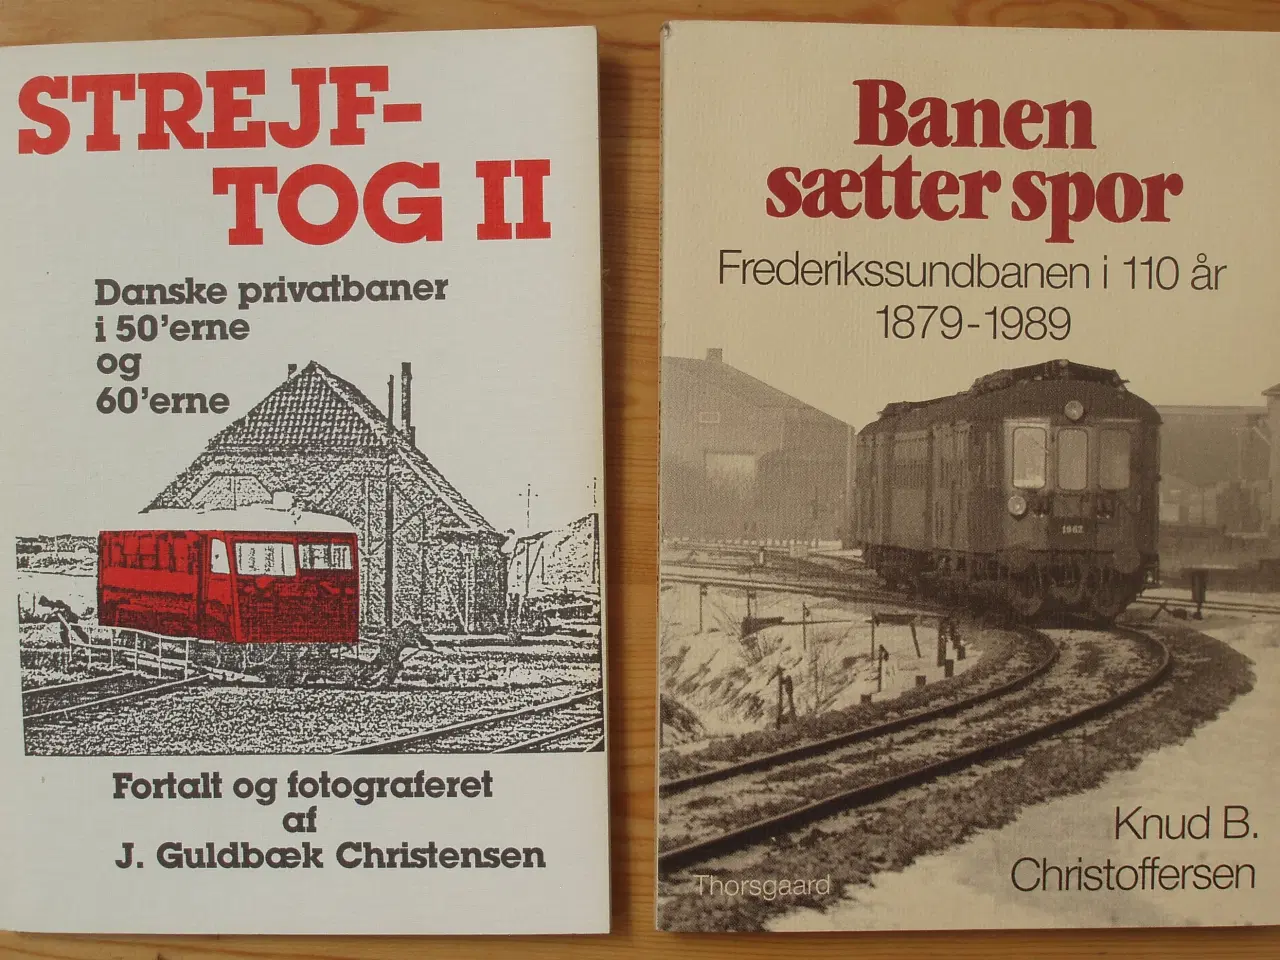 STREJF-
TOG II
Danske privatbaner
i 50'erne
og
60'erne
Fortalt og fotograferet
af
J. Guldbæk Christensen
Banen
sætter spor
Frederikssundbanen i 110 år
1879-1989
1962
Knud B.
Christoffersen
Thorsgaard